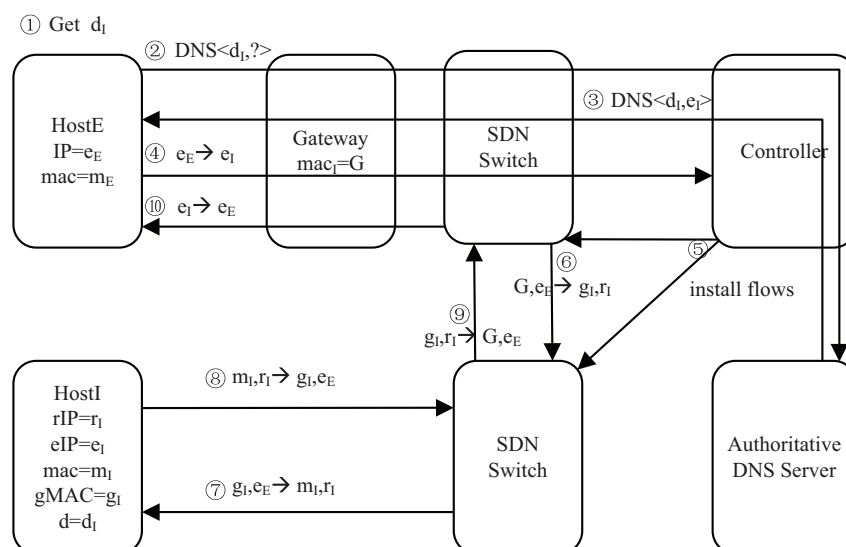 ① Get dI
② DNS<dI,?>
③ DNS<dI,eI>
HostE
IP=eE
mac=mE
Gateway
macI=G
SDN
Switch
Controller
④ eE→ eI
⑩ eI→ eE
⑤
install flows
⑥
G,eE→ gI,rI
⑨
gI,rI→ G,eE
HostI
rIP=rI
eIP=eI
mac=mI
gMAC=gI
d=dI
⑧ mI,rI→ gI,eE
⑦ gI,eE→ mI,rI
SDN
Switch
Authoritative
DNS Server